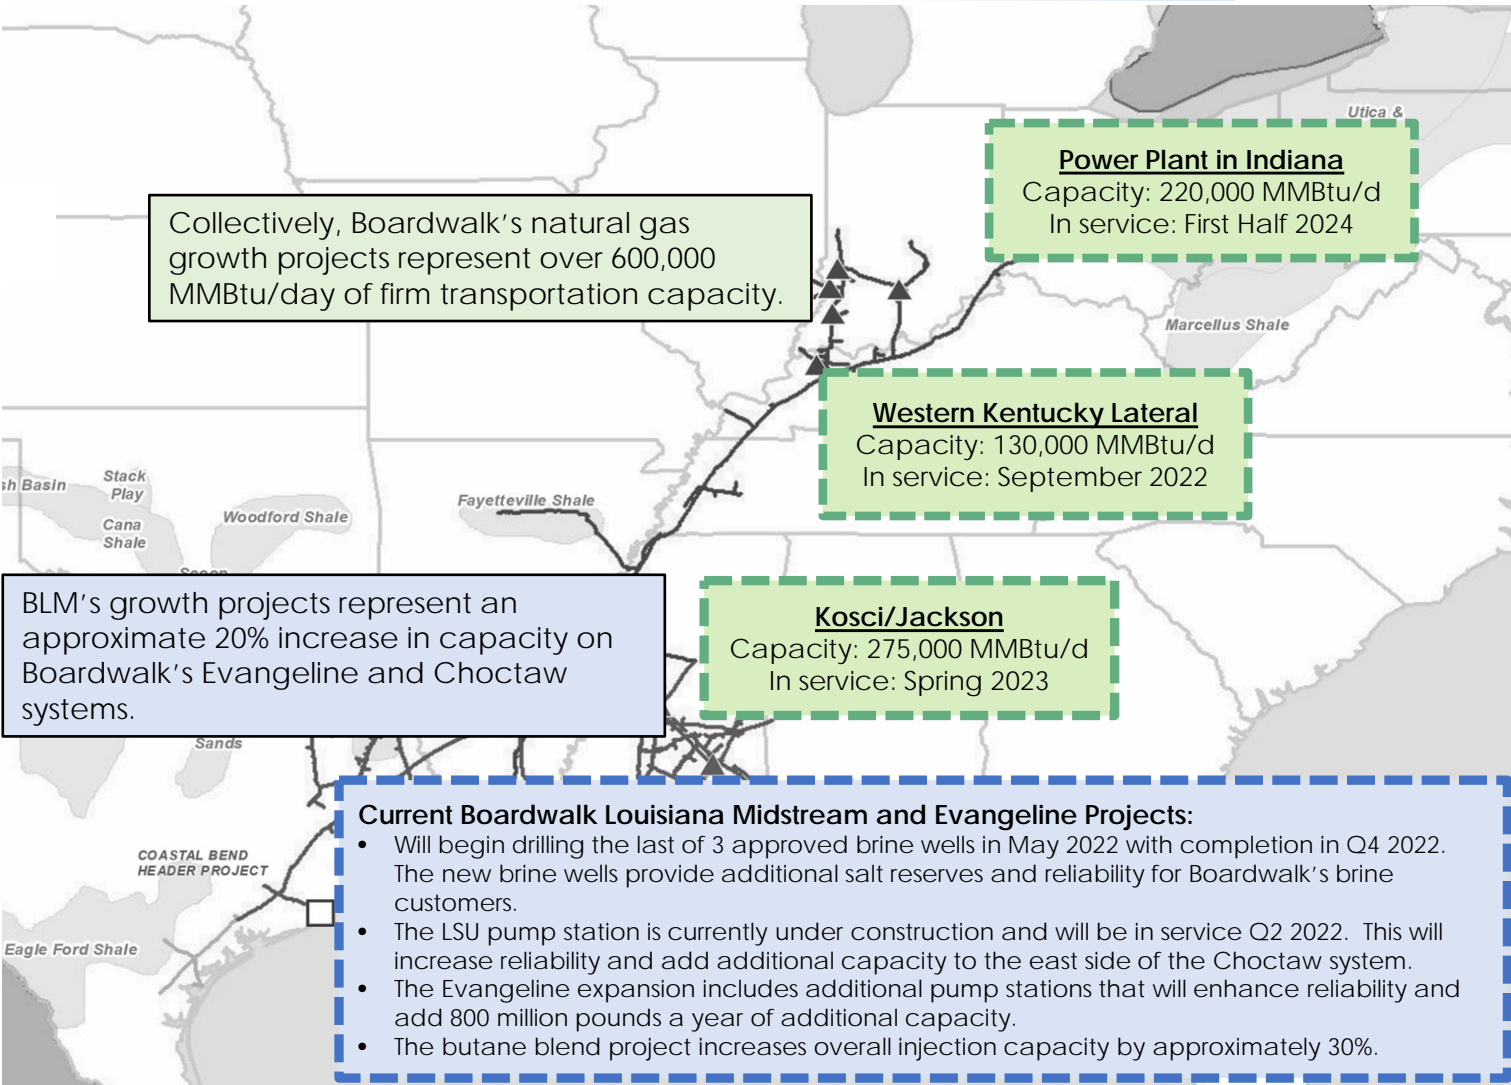 Utica &
Power Plant in Indiana
Capacity: 220,000 MMBtu/d
In service: First Half 2024
Collectively, Boardwalk's natural gas
growth projects represent over 600,000
MMBtu/day of firm transportation capacity.
Marcellus Shale
Western Kentucky Lateral
Capacity: 130,000 MMBtu/d
In service: September 2022
sh Basin
Stack
Play
Cana
Shale
Woodford Shale
Fayetteville Shale
BLM's growth projects represent an
approximate 20% increase in capacity on
Boardwalk's Evangeline and Choctaw
systems.
Kosci/Jackson
Capacity: 275,000 MMBtu/d
In service: Spring 2023
Sands
COASTAL BEND
HEADER PROJECT
Eagle Ford Shale
Current Boardwalk Louisiana Midstream and Evangeline Projects:
• Will begin drilling the last of 3 approved brine wells in May 2022 with completion in Q4 2022.
The new brine wells provide additional salt reserves and reliability for Boardwalk's brine
customers.
• The LSU pump station is currently under construction and will be in service Q2 2022.  This will
increase reliability and add additional capacity to the east side of the Choctaw system.
• The Evangeline expansion includes additional pump stations that will enhance reliability and
add 800 million pounds a year of additional capacity.
• The butane blend project increases overall injection capacity by approximately 30%.